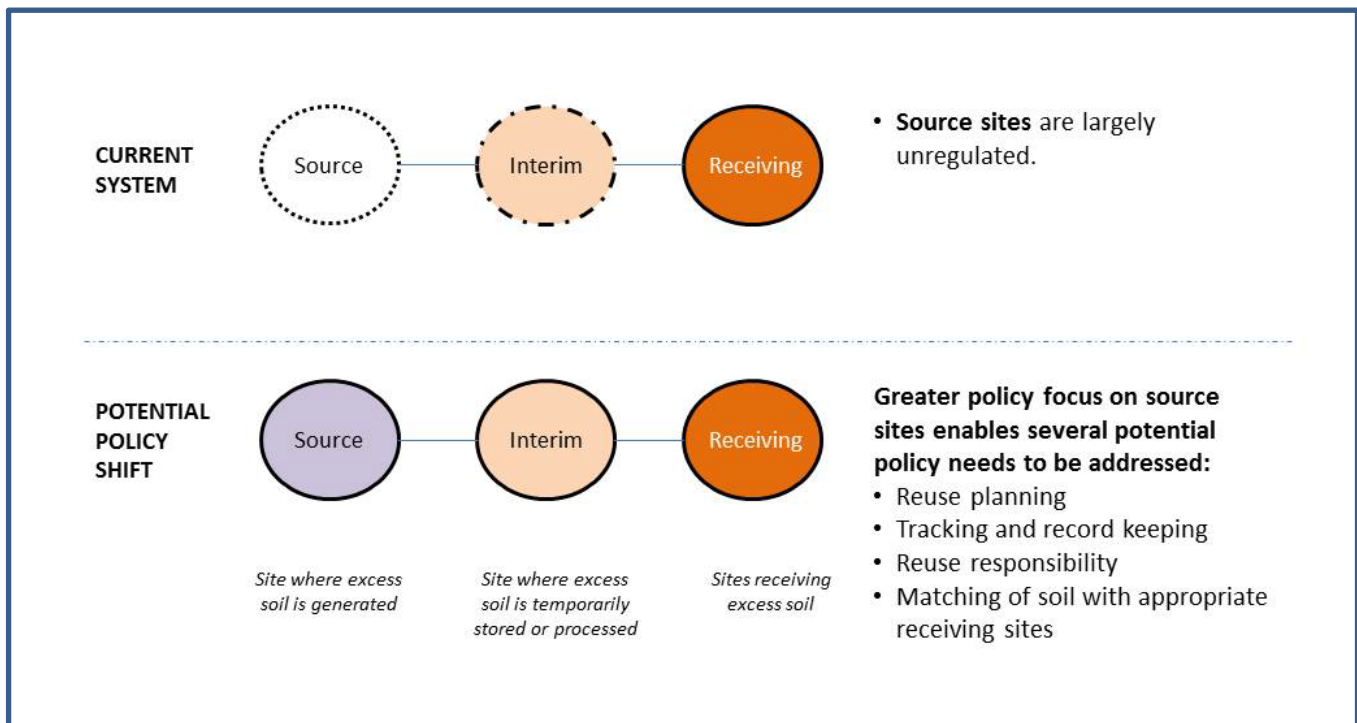 CURRENT
SYSTEM
Source
Interim
Receiving
• Source sites are largely
unregulated.
POTENTIAL
POLICY
SHIFT
Source
Interim
Receiving
Greater policy focus on source
sites enables several potential
policy needs to be addressed:
• Reuse planning
• Tracking and record keeping
• Reuse responsibility
• Matching of soil with appropriate
receiving sites
Site where excess
soil is generated
Site where excess
soil is temporarily
stored or processed
Sites receiving
excess soil